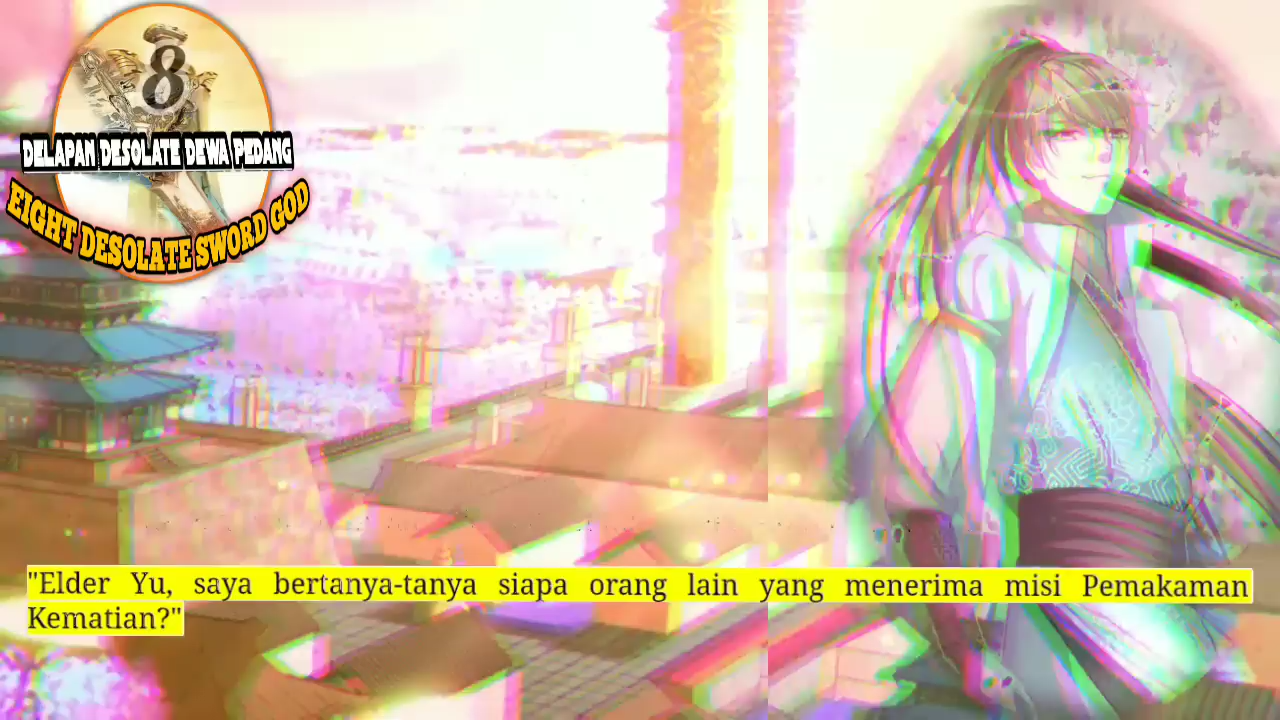 8
DELAPAN DESOLATE DEWA PEDANG
EIGHT DESOLATE SWORD GOD
"Elder Yu, saya bertanya-tanya siapa orang lain yang menerima misi Pemakaman
Kematian?"